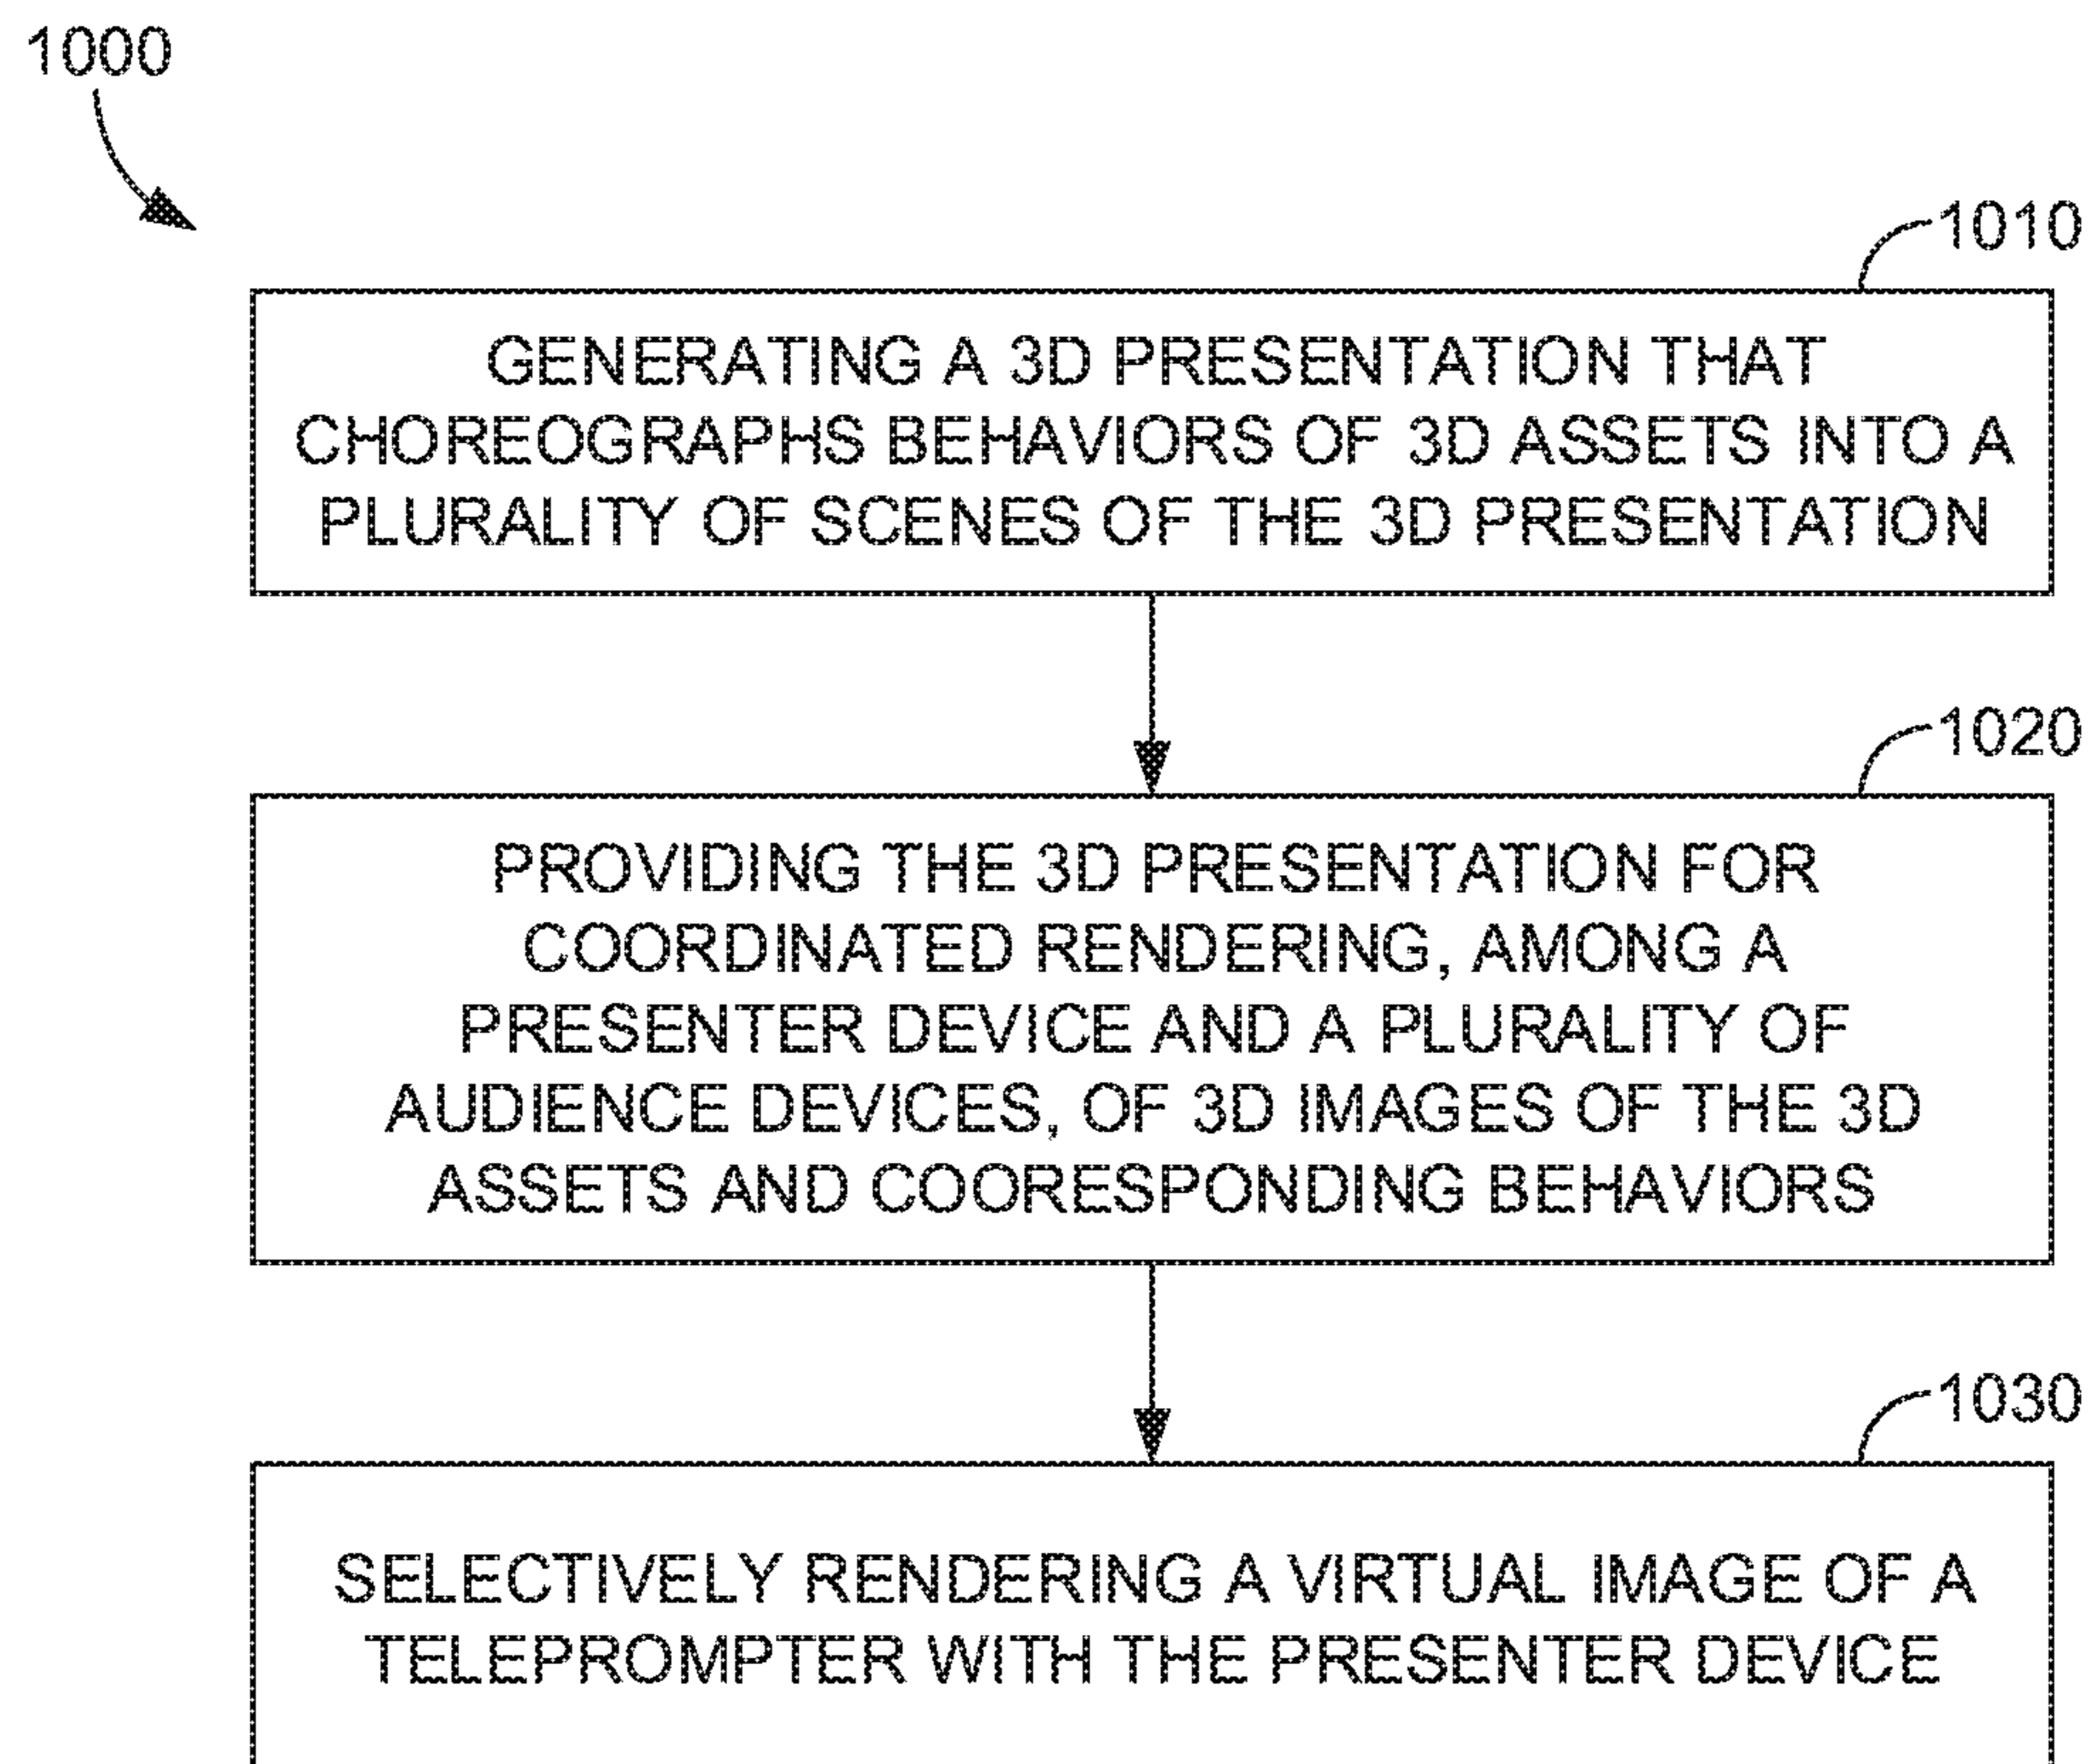 1000
1010
GENERATING A 3D PRESENTATION THAT
CHOREOGRAPHS BEHAVIORS OF 3D ASSETS INTO A
PLURALITY OF SCENES OF THE 3D PRESENTATION
1020
PROVIDING THE 3D PRESENTATION FOR
COORDINATED RENDERING, AMONG A
PRESENTER DEVICE AND A PLURALITY OF
AUDIENCE DEVICES, OF 3D IMAGES OF THE 3D
ASSETS AND COORESPONDING BEHAVIORS
1030
SELECTIVELY RENDERING A VIRTUAL IMAGE OF A
TELEPROMPTER WITH THE PRESENTER DEVICE